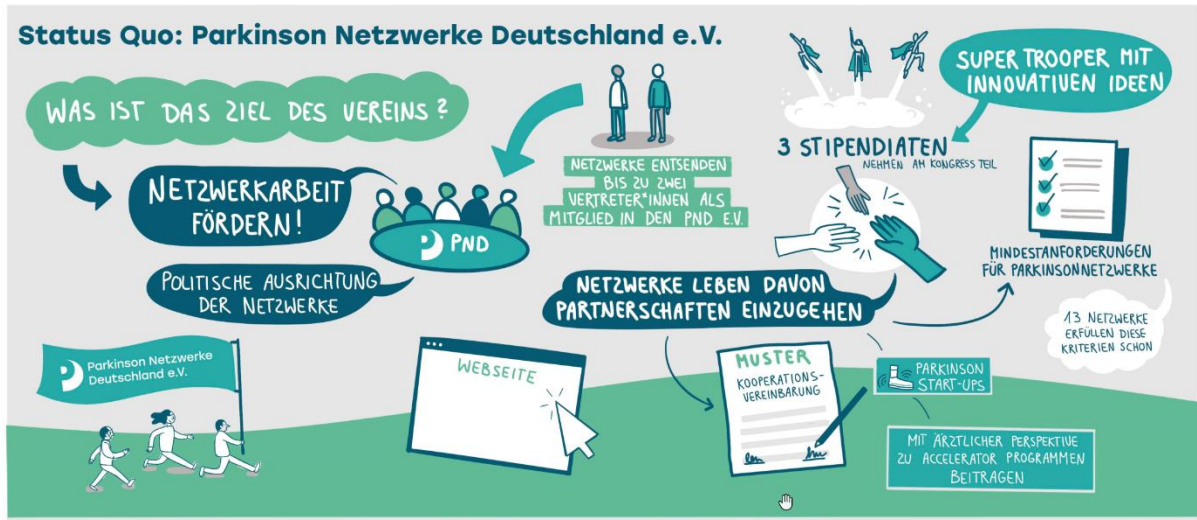 Status Quo: Parkinson Netzwerke Deutschland e.V.
WAS IST DAS ZIEL DES VEREINS?
NETZWERKARBEIT
FÖRDERN!
PND
POLITISCHE AUSRICHTUNG
DER NETZWERKE
NETZWERKE ENTSENDEN
BIS ZU ZWEI
VERTRETER*INNEN ALS
MITGLIED IN DEN PND E.V.
SUPER TROOPER MIT
INNOVATIVEN IDEEN
3 STIPENDIATEN
NEHMEN AM KONGRESS TEIL
MINDESTANFORDERUNGEN
FÜR PARKINSONNETZWERKE
13 NETZWERKE
ERFÜLLEN DIESE
KRITERIEN SCHON
NETZWERKE LEBEN DAVON
PARTNERSCHAFTEN EINZUGEHEN
Parkinson Netzwerke
Deutschland e.V.
WEBSEITE
MUSTER
KOOPERATIONS-
VEREINBARUNG
PARKINSON
START-UPS
MIT ÄRZTLICHER PERSPEKTIVE
ZU ACCELERATOR PROGRAMMEN
BEITRAGEN